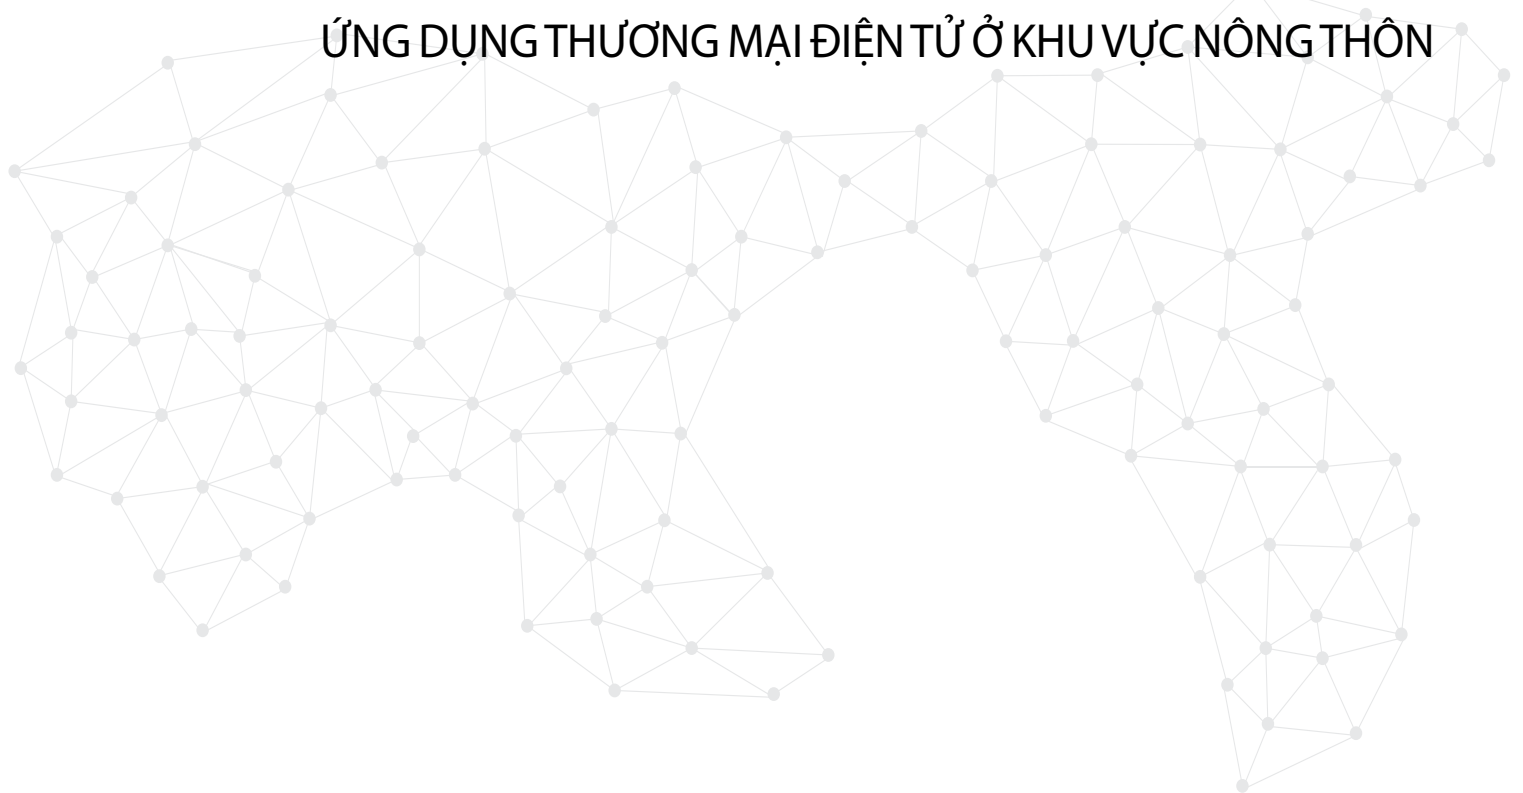 ỨNG DỤNG THƯƠNG MẠI ĐIỆN TỬ Ở KHU VỰC NÔNG THÔN